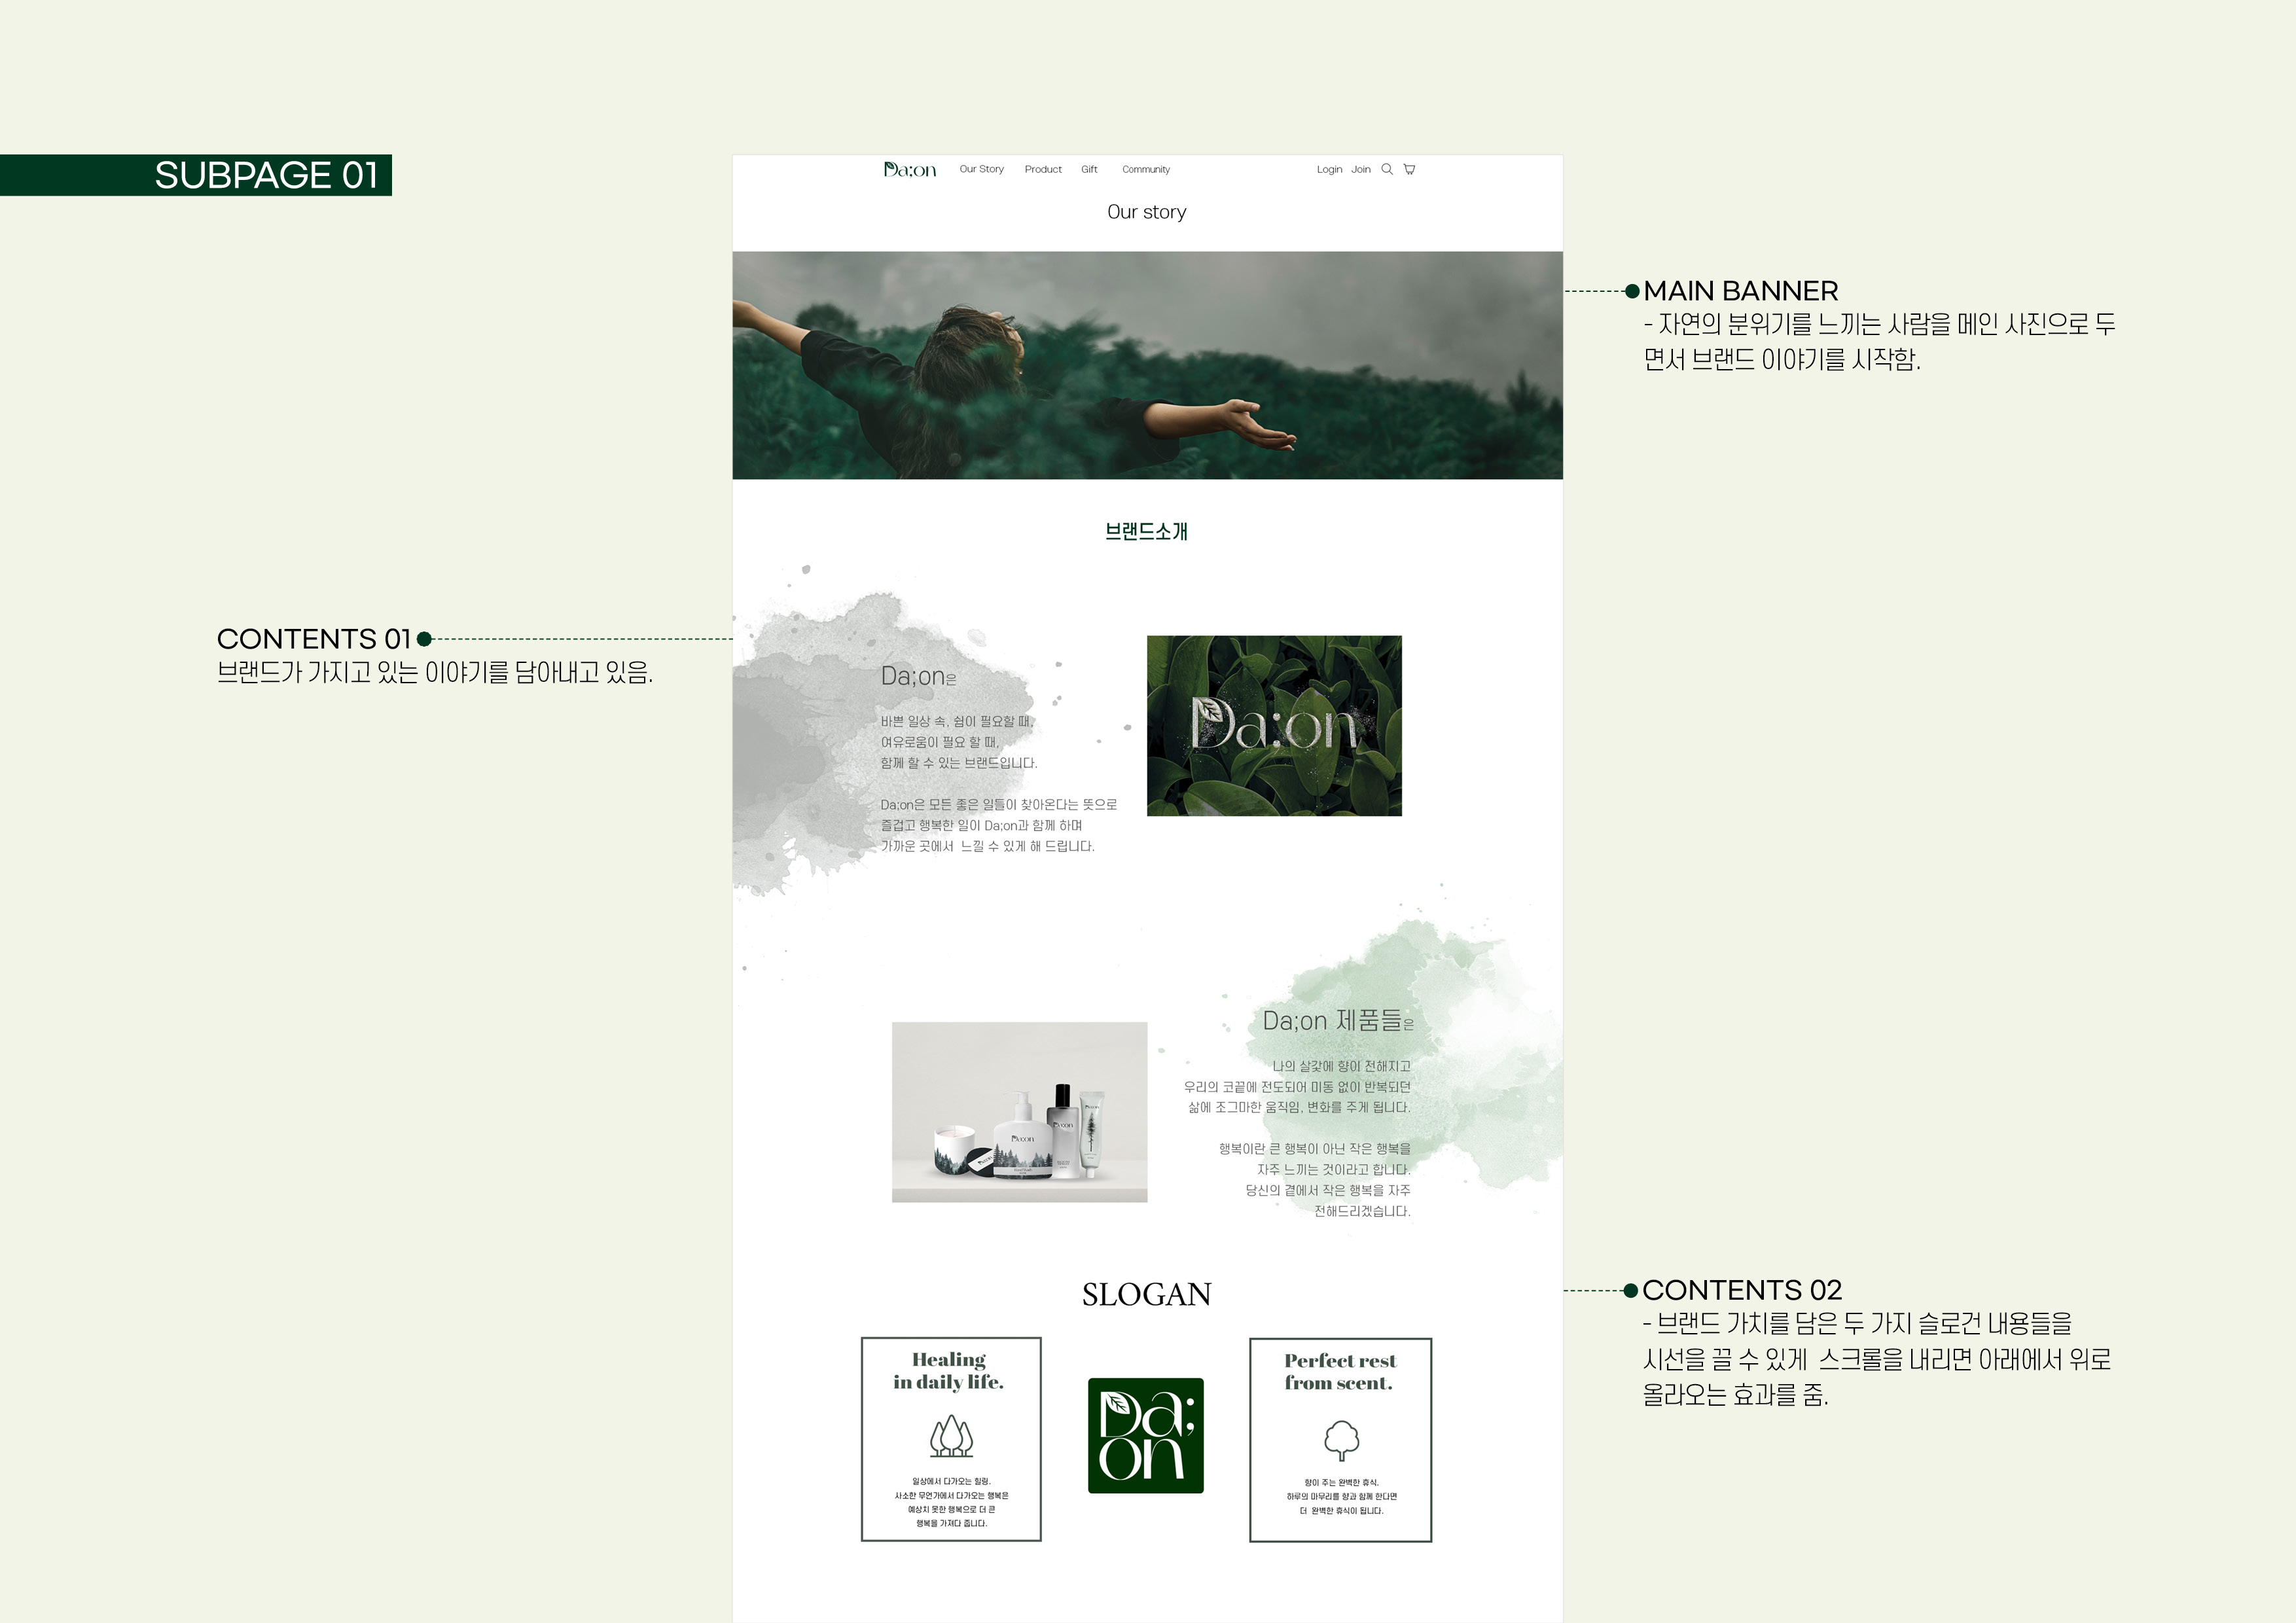 SUBPAGE 01
Da;on Our Story Product Gift Community Login Join
Our story
MAIN BANNER
- 자연의 분위기를 느끼는 사람을 메인 사진으로 두
면서 브랜드 이야기를 시작함.
브랜드소개
CONTENTS 01
브랜드가 가지고 있는 이야기를 담아내고 있음.
Da;on은
바쁜 일상 속, 쉼이 필요할 때,
여유로움이 필요 할 때,
함께 할 수 있는 브랜드입니다.
Da;on은 모든 좋은 일들이 찾아온다는 뜻으로
즐겁고 행복한 일이 Da;on과 함께 하며
가까운 곳에서 느낄 수 있게 해 드립니다.
Da;on
Da;on 제품들은
나의 살갗에 향이 전해지고
우리의 코끝에 전도되어 미동 없이 반복되던
삶에 조그마한 움직임, 변화를 주게 됩니다.
행복이란 큰 행복이 아닌 작은 행복을
자주 느끼는 것이라고 합니다.
당신의 곁에서 작은 행복을 자주
전해드리겠습니다.
Da;on
Da;on
Da;on
Da;on
SLOGAN
CONTENTS 02
- 브랜드 가치를 담은 두 가지 슬로건 내용들을
시선을 끌 수 있게 스크롤을 내리면 아래에서 위로
올라오는 효과를 줌.
Healing
in daily life.
일상에서 다가오는 힐링.
사소한 무언가에서 다가오는 행복은
예상치 못한 행복으로 더 큰
행복을 가져다 줍니다.
Da;
on
Perfect rest
from scent.
향이 주는 완벽한 휴식.
하루의 마무리를 향과 함께 한다면
더 완벽한 휴식이 됩니다.